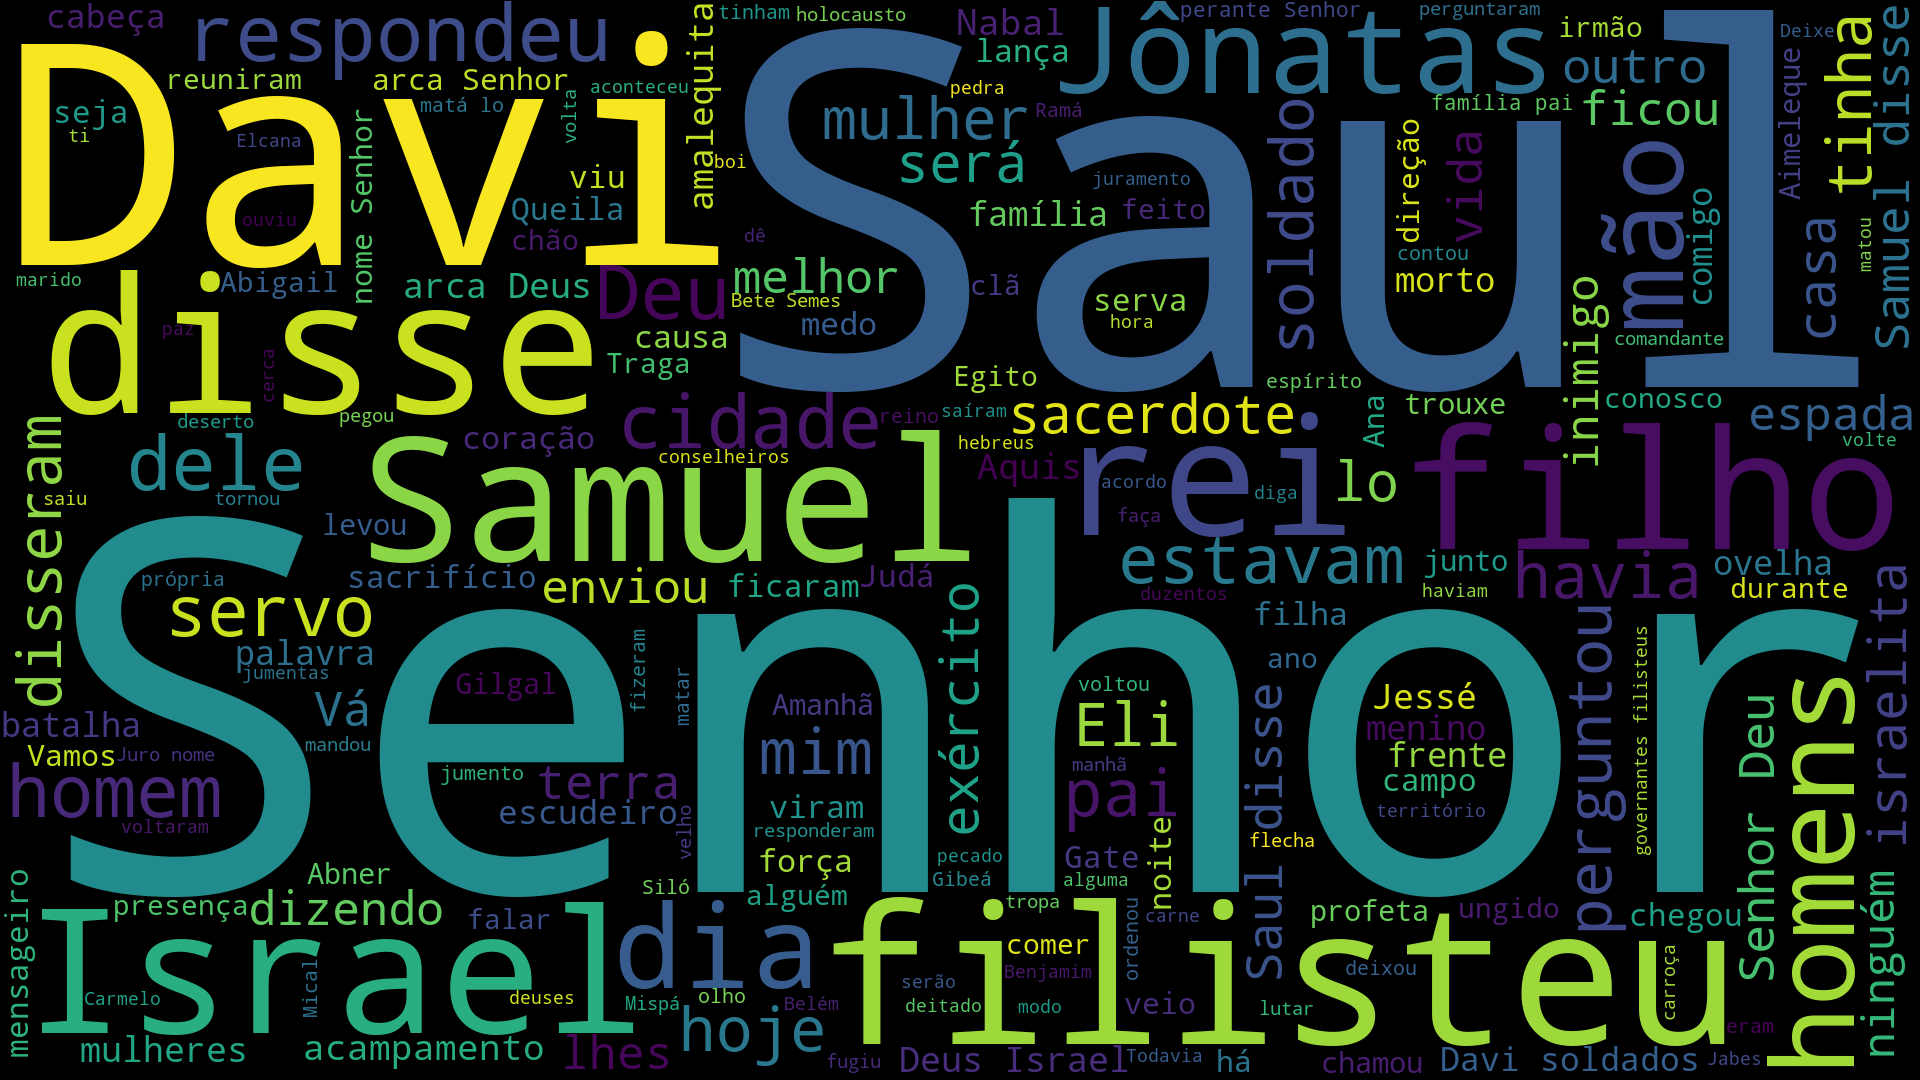 cabeça
respondeu
tinham
holocausto
Nabal
perante Senhor
perguntaram
irmão
Deixe
Davi
Saul
Jônatas
reuniram
arca Senhor
aconteceu
amalequita
lança
outro
tinha
Samuel disse
seja
ti
matá lo
volta
pedra
Ramá
família pai
ficou
Aimeleque
Elcana
nome Senhor
viu
boi
mulher
será
juramento
soldado
direção
vida
mão
comigo
casa
matou
ouviu
Queila
chão
família
feito
dê
contou
marido
Abigail
arca Deus
Deu
melhor
clã
Bete Semes
medo
serva
hora
morto
inimigo
comandante
disse
paz
cerca
causa
Traga
Egito
espírito
conosco
espada
disseram
deserto
pegou
cidade
reino
saíram
sacerdote
Ana
trouxe
volte
dele
coração
conselheiros
hebreus
Aquis
rei
acordo
diga
lo
filho
saiu
tornou
levou
Samuel
faça
própria
sacrifício
enviou
ficaram
Judá
estavam
junto
havia
ovelha
servo
duzentos
haviam
durante
Senhor
palavra
jumentas
Gilgal
fizeram
matar
exército
filha
perguntou
governantes filisteus
israelita
batalha
Vamos
Juro nome
Vá
mandou
Amanhã
mim
voltou
Eli
ano
Jessé
menino
frente
Senhor Deu
homens
homem
voltaram
jumento
terra
escudeiro
viram
responderam
velho
manhã
pai
campo
território
Saul disse
flecha
força
alguém
pecado
Gibeá
Gate
alguma
noite
mensageiro
presença
Abner
dizendo
falar
Siló
tropa
carne
profeta
ungido
chegou
ninguém
Israel
Carmelo
Mical
deuses
dia
Mispá
olho
Belém
filisteu
serão
deitado
comer
Benjamim
modo
ordenou
veio
lutar
deixou
carroça
eram
mulheres
acampamento
lhes
hoje
fugiu
Deus Israel
Todavia
há
chamou
Davi soldados
Jabes